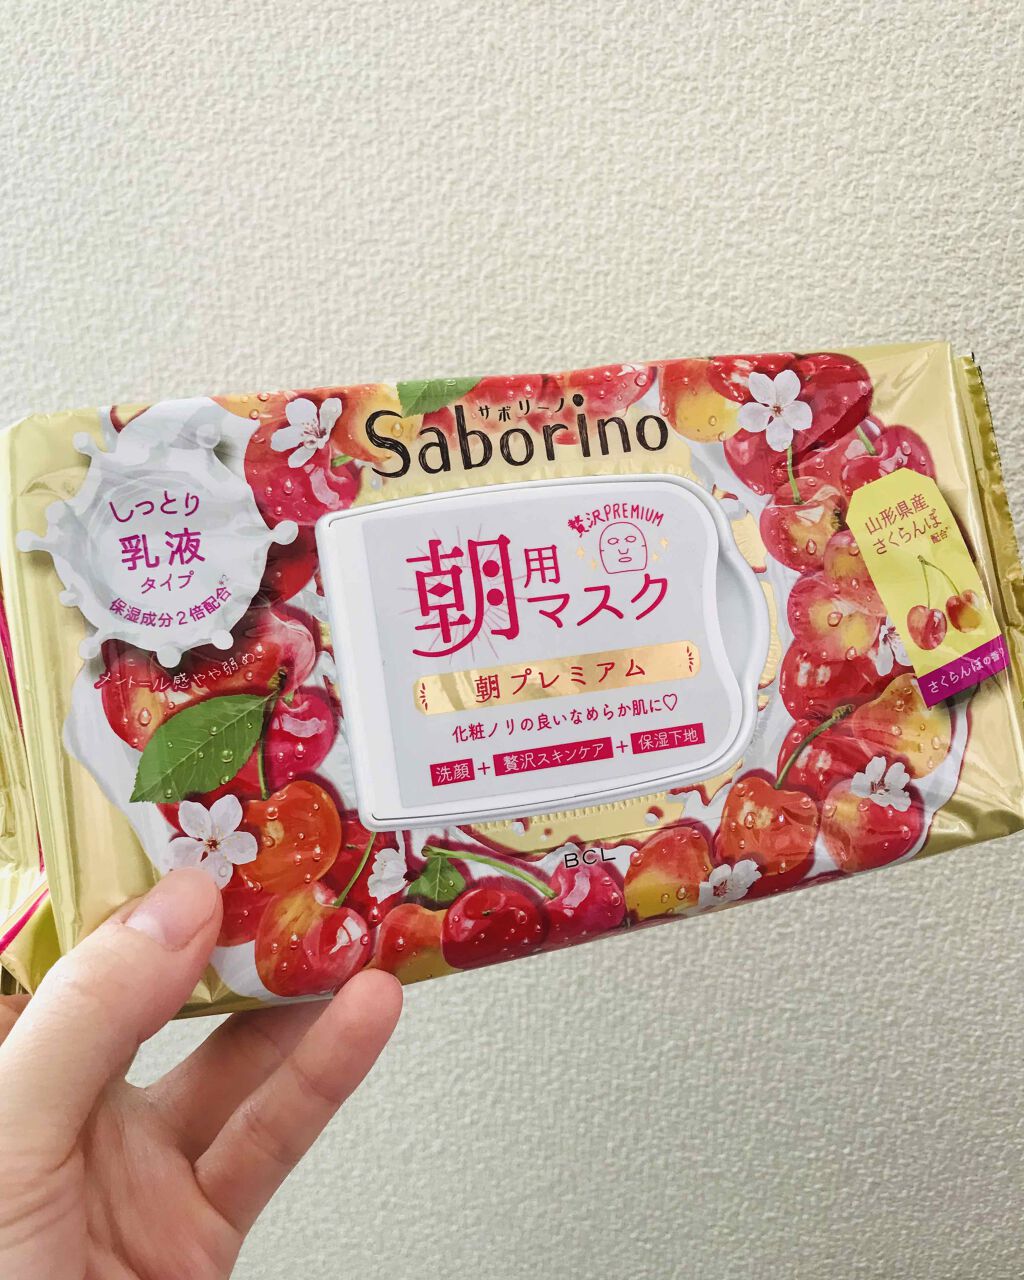 サボリーノ
Saborino
しっとり
乳液
タイプ
保湿成分2倍配合
メントール感やや弱め
贅沢PREMIUM
朝用マスク
朝プレミアム
化粧ノリの良いなめらか肌に♡
洗顔+贅沢スキンケア+保湿下地
山形県産
さくらんぼ
配合
さくらんぼの香り
BCL